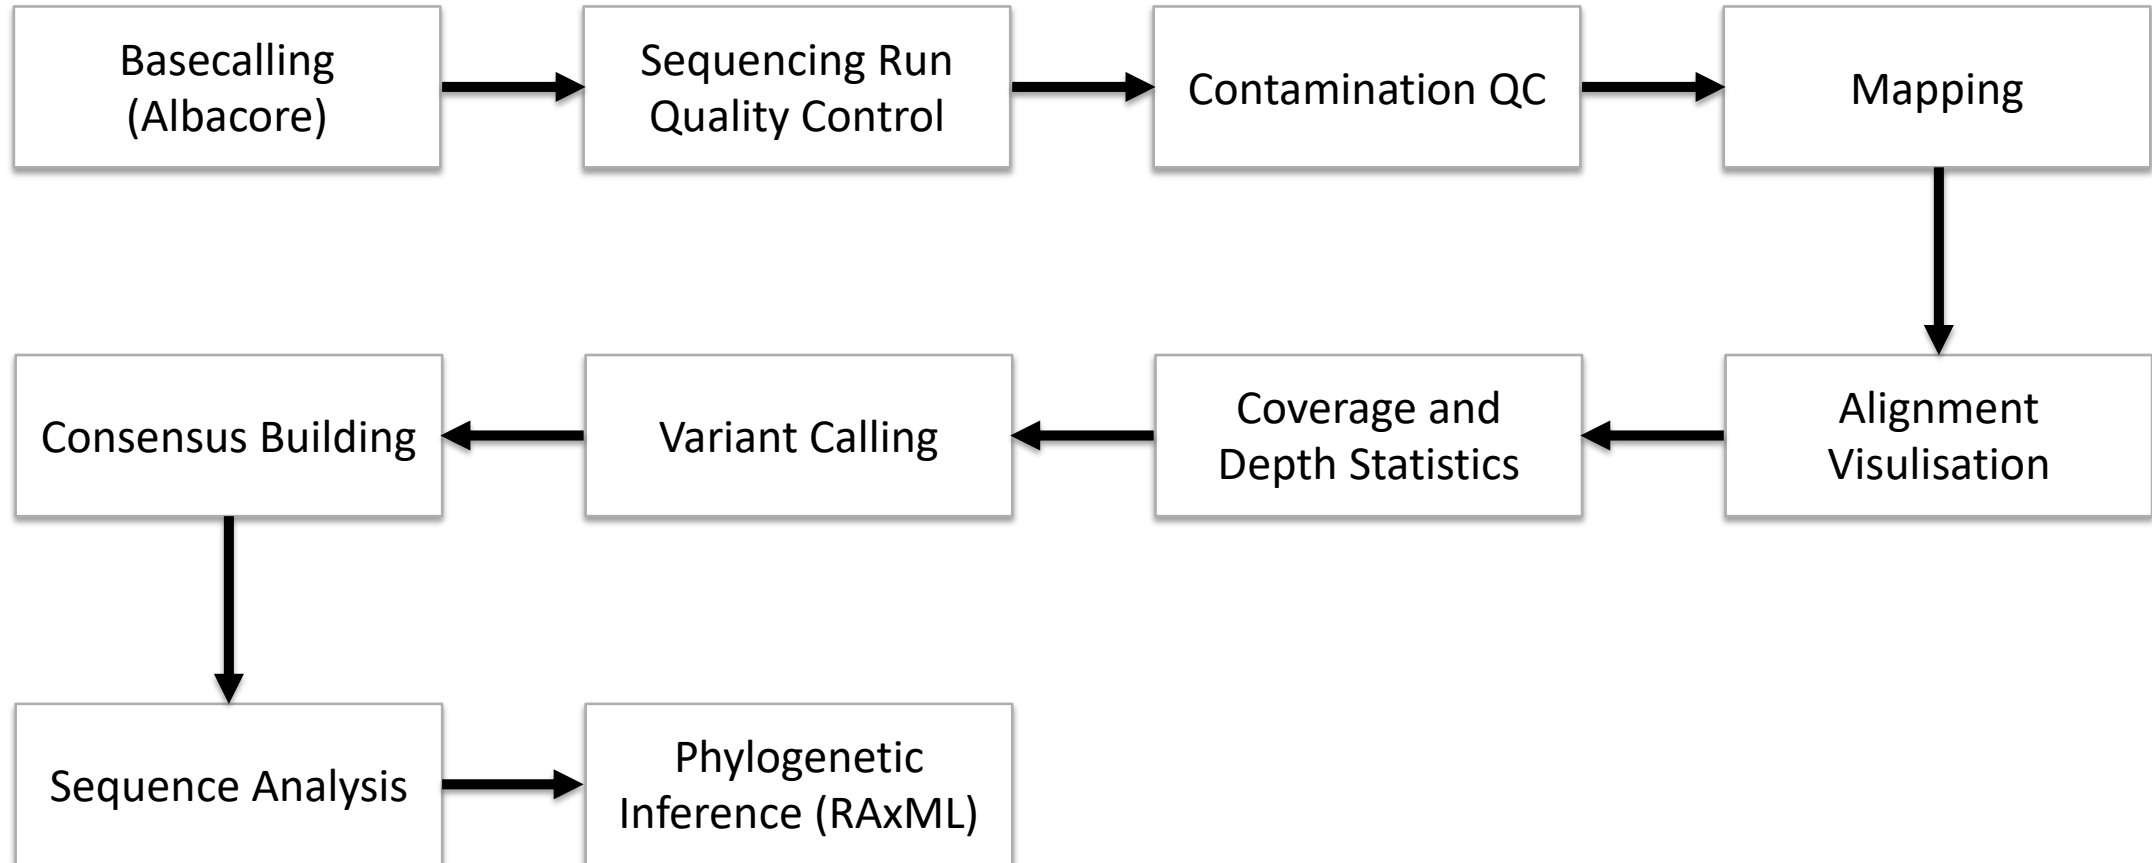 Basecalling
(Albacore)
Sequencing Run
Quality Control
Contamination QC
Mapping
Alignment
Visulisation
Coverage and
Depth Statistics
Variant Calling
Consensus Building
Sequence Analysis
Phylogenetic
Inference (RAxML)